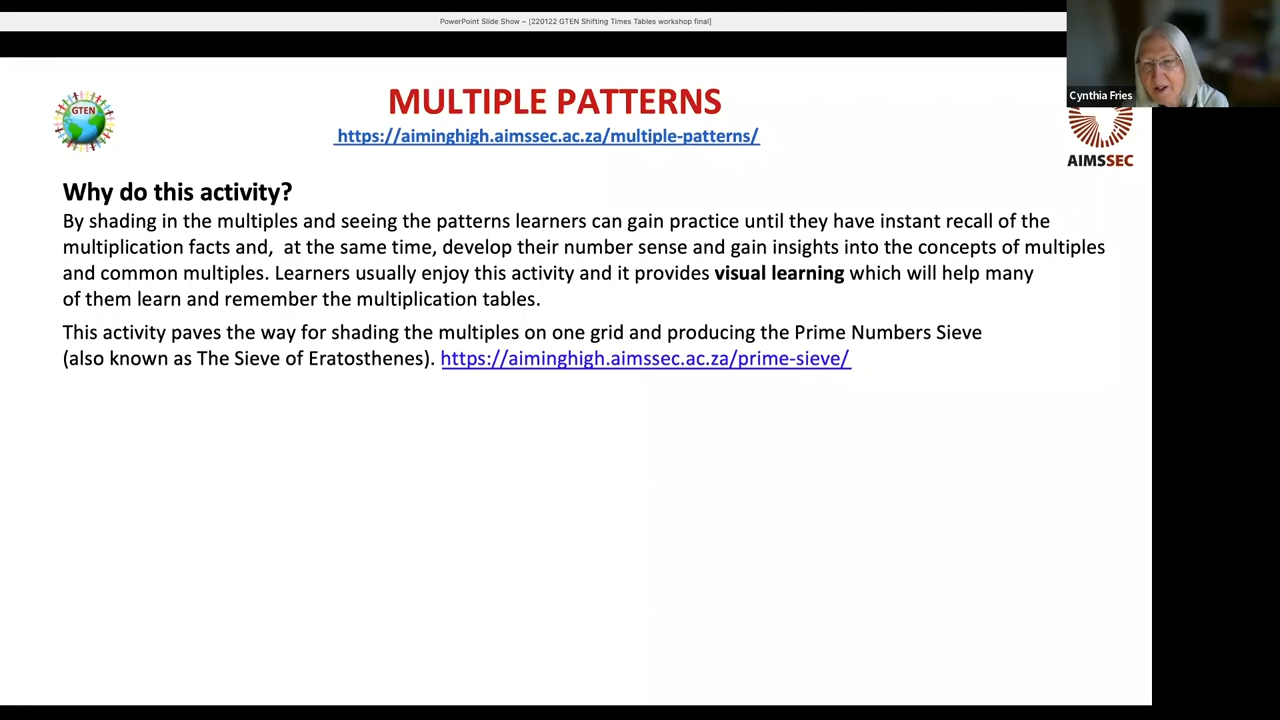 PowerPoint Slide Show – [220122 GTEN Shifting Times Tables workshop final]
Cynthia Fries
GTEN
MULTIPLE PATTERNS
https://aiminghigh.aimssec.ac.za/multiple-patterns/
AIMSSEC
Why do this activity?
By shading in the multiples and seeing the patterns learners can gain practice until they have instant recall of the
multiplication facts and,  at the same time, develop their number sense and gain insights into the concepts of multiples
and common multiples. Learners usually enjoy this activity and it provides visual learning which will help many
of them learn and remember the multiplication tables.
This activity paves the way for shading the multiples on one grid and producing the Prime Numbers Sieve
(also known as The Sieve of Eratosthenes). https://aiminghigh.aimssec.ac.za/prime-sieve/